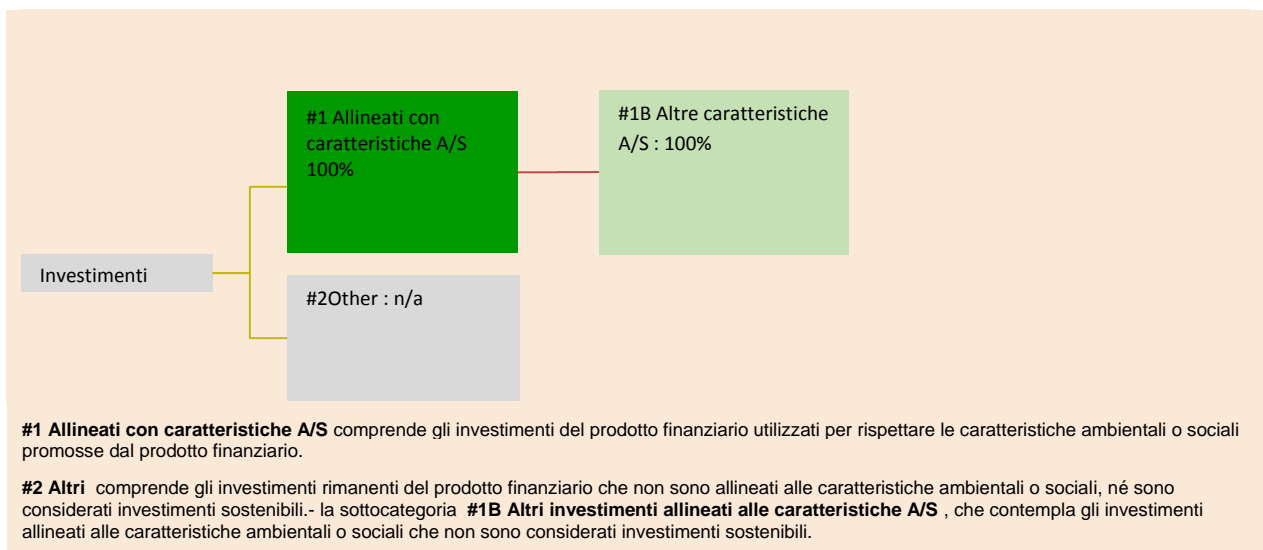 #1 Allineati con
caratteristiche A/S
100%
#1B Altre caratteristiche
A/S : 100%
Investimenti
#2Other : n/a
#1 Allineati con caratteristiche A/S comprende gli investimenti del prodotto finanziario utilizzati per rispettare le caratteristiche ambientali o sociali
promosse dal prodotto finanziario.
#2 Altri comprende gli investimenti rimanenti del prodotto finanziario che non sono allineati alle caratteristiche ambientali o sociali, né sono
considerati investimenti sostenibili.- la sottocategoria #1B Altri investimenti allineati alle caratteristiche A/S , che contempla gli investimenti
allineati alle caratteristiche ambientali o sociali che non sono considerati investimenti sostenibili.